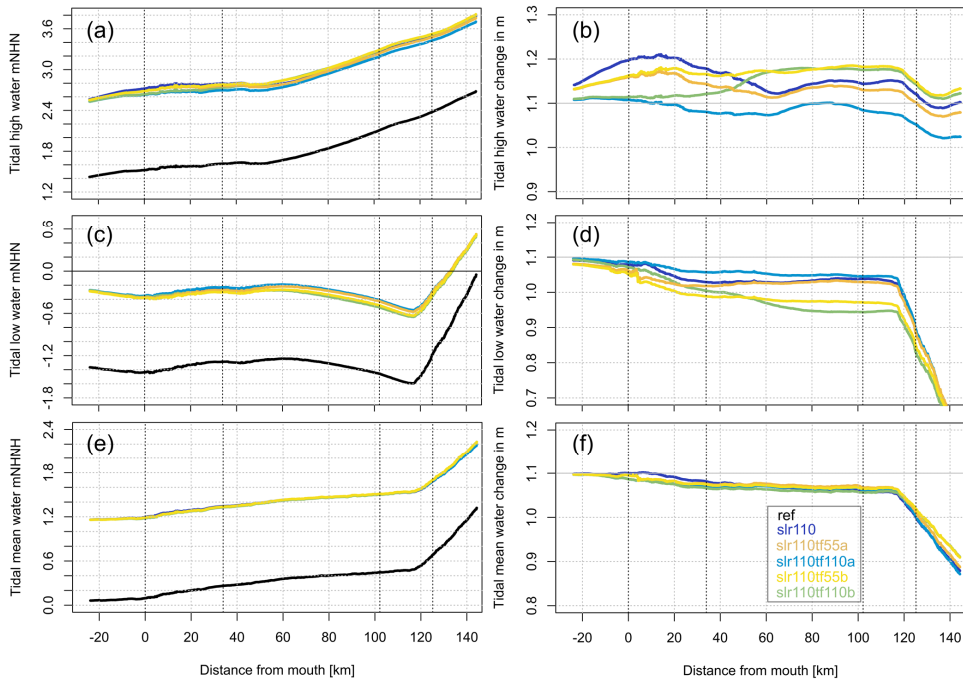 (a)
Tidal high water mNHN
1.2 1.8 2.4 3.0 3.6
(b)
Tidal high water change in m
0.9 1.0 1.1 1.2 1.3
(c)
Tidal low water mNHN
-1.8 -1.2 -0.6 0.0 0.6
(d)
Tidal low water change in m
0.7 0.8 0.9 1.0 1.1 1.2
(e)
Tidal mean water mNHNH
0.0 0.6 1.2 1.8 2.4
-20 0 20 40 60 80 100 120 140
Distance from mouth [km]
(f)
Tidal mean water change in m
0.8 0.9 1.0 1.1 1.2
ref
slr110
slr110tf55a
slr110tf110a
slr110tf55b
slr110tf110b
-20 0 20 40 60 80 100 120 140
Distance from mouth [km]